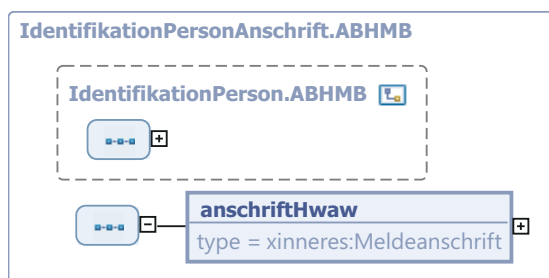 IdentifikationPersonAnschrift.ABHMB
IdentifikationPerson.ABHMB
anschriftHwaw
type = xinneres:Meldeanschrift